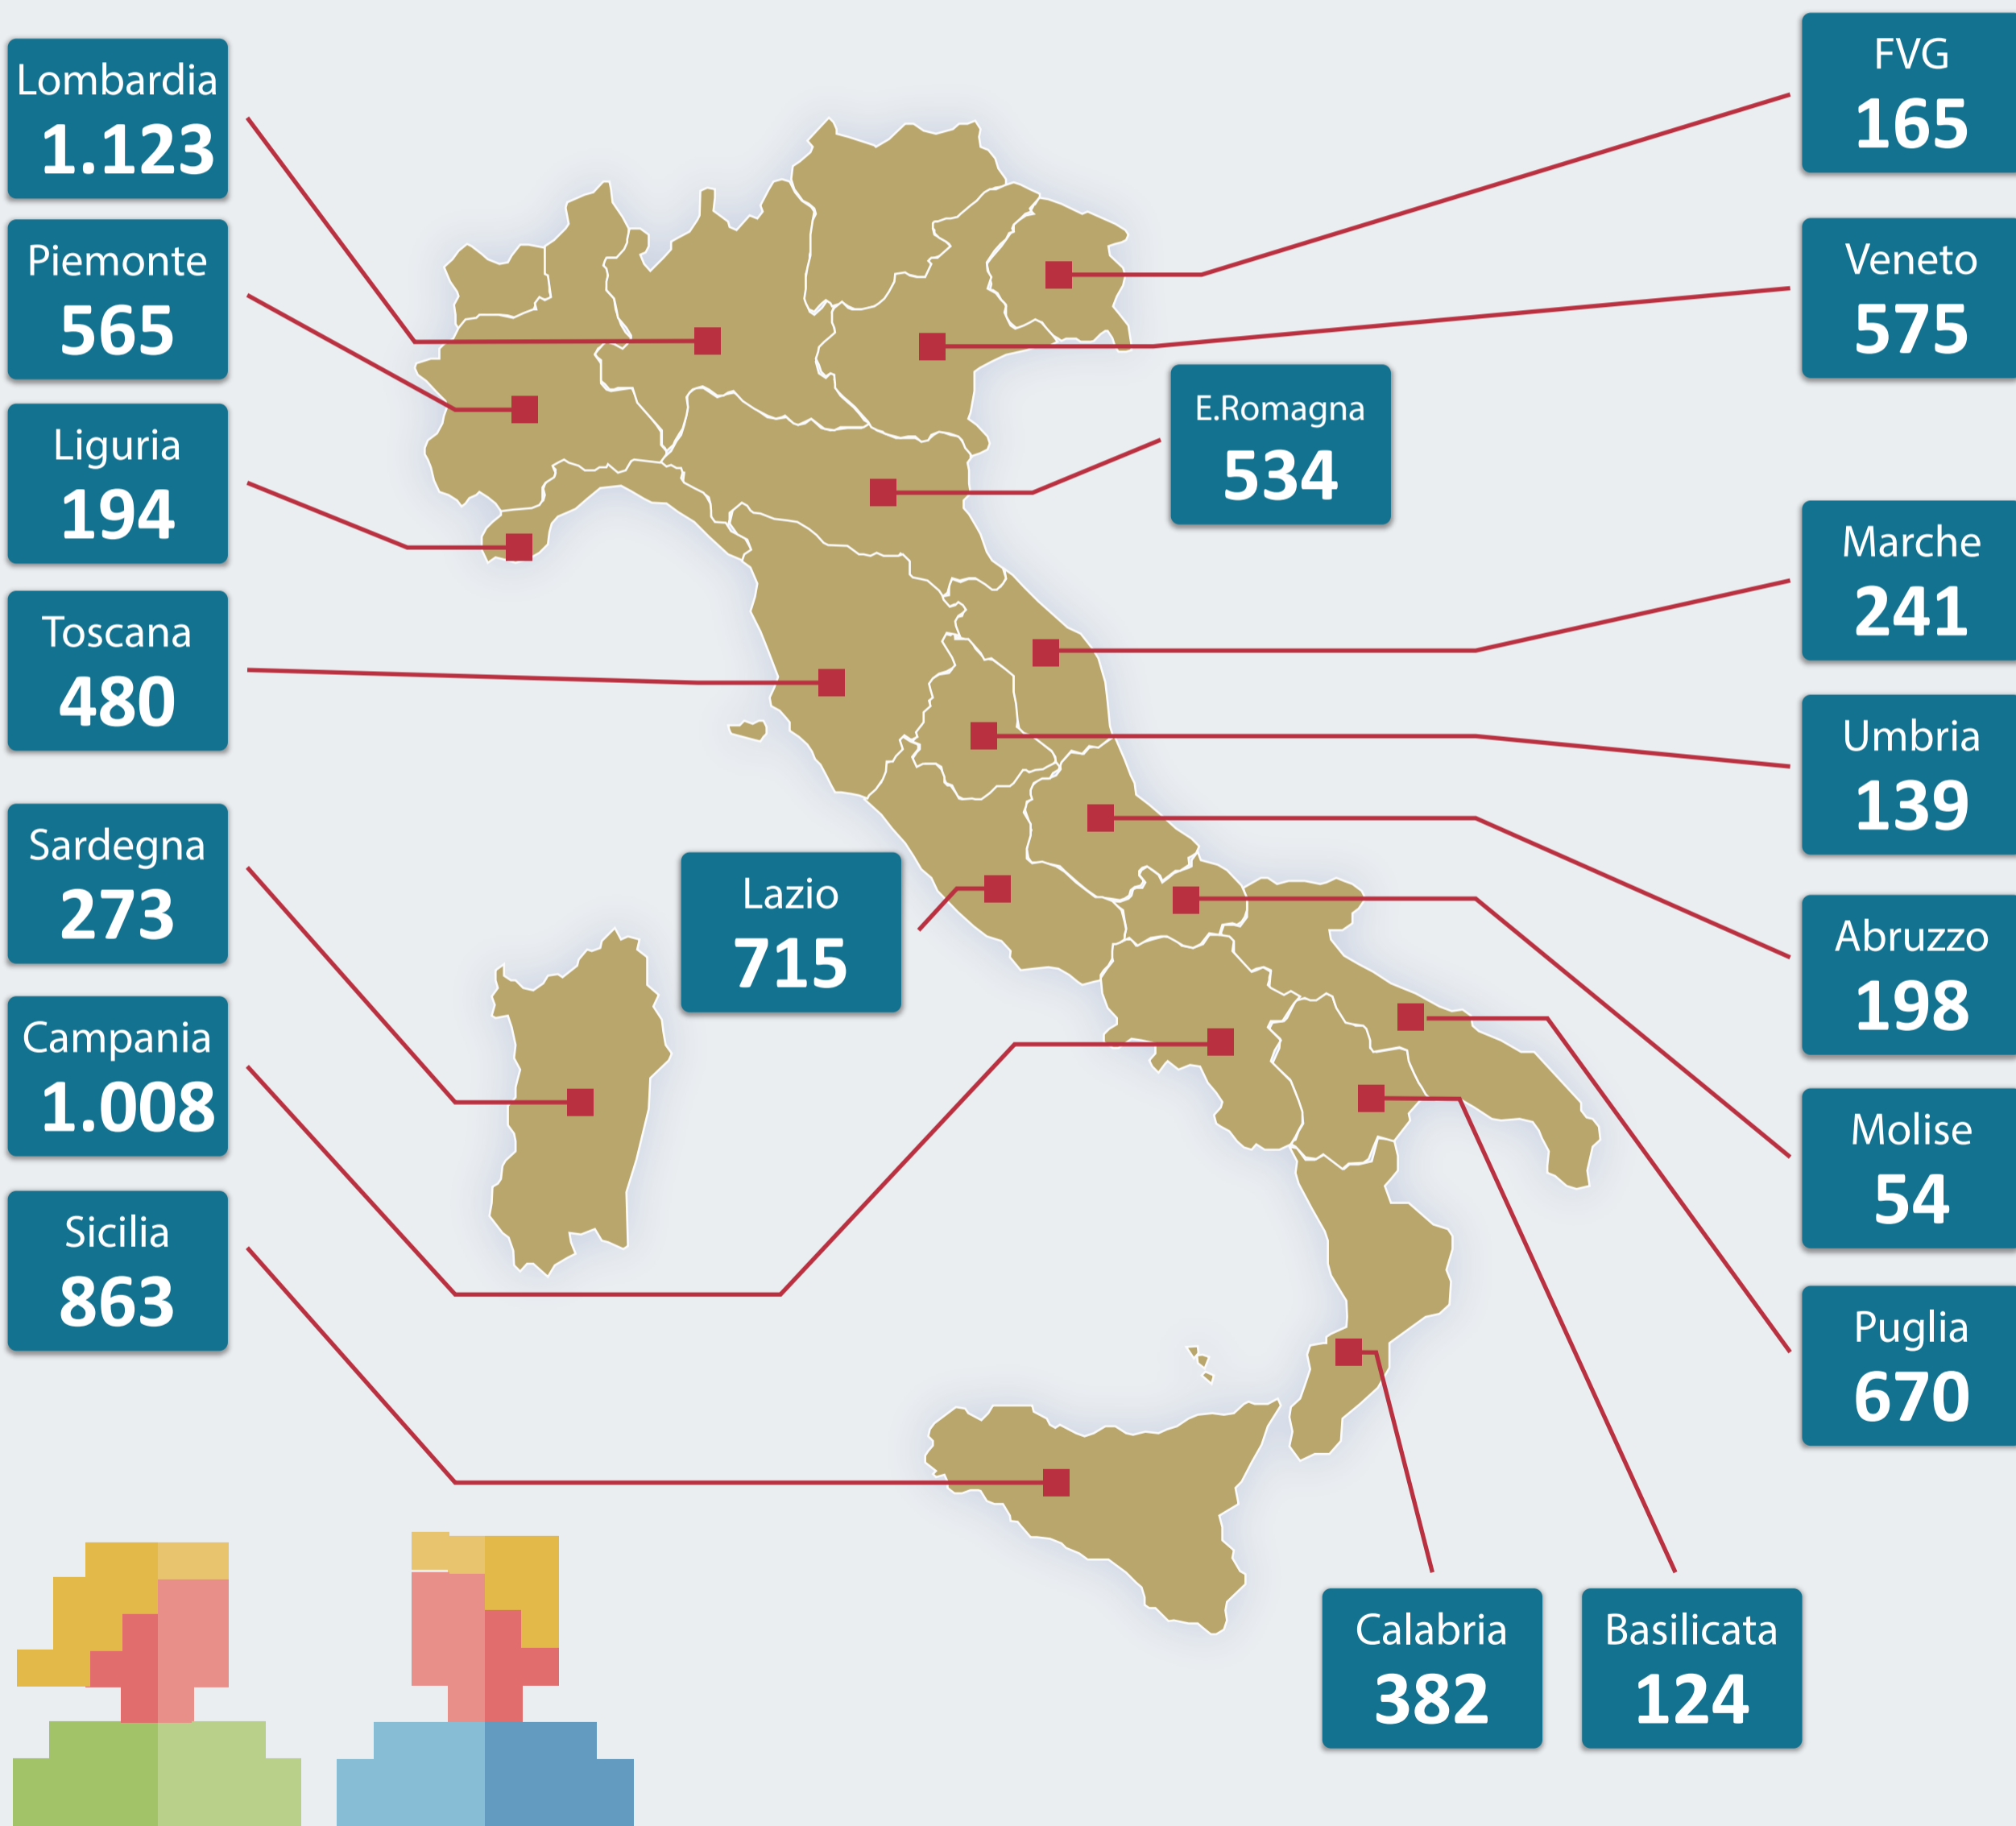 Lombardia
1.123
Piemonte
565
Liguria
194
Toscana
480
Sardegna
273
Campania
1.008
Sicilia
863
Lazio
715
E.Romagna
534
FVG
165
Veneto
575
Marche
241
Umbria
139
Abruzzo
198
Molise
54
Puglia
670
Calabria
382
Basilicata
124